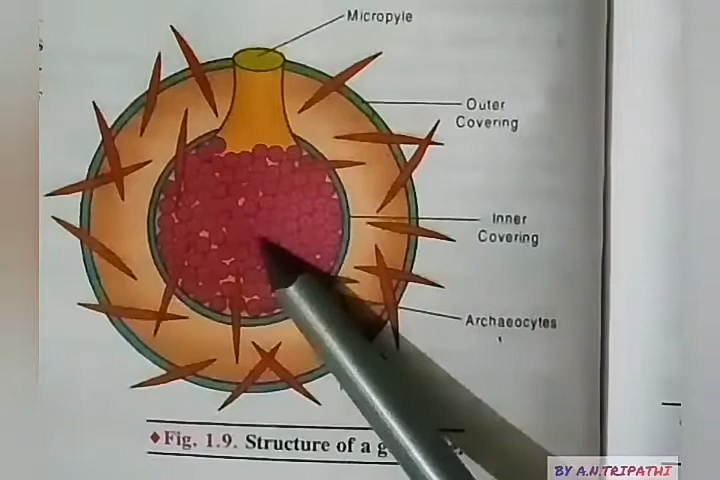 Micropyle
Outer
Covering
Inner
Covering
Archaeocytes
◆Fig. 1.9. Structure of a g
BY A.N.TRIPATHI